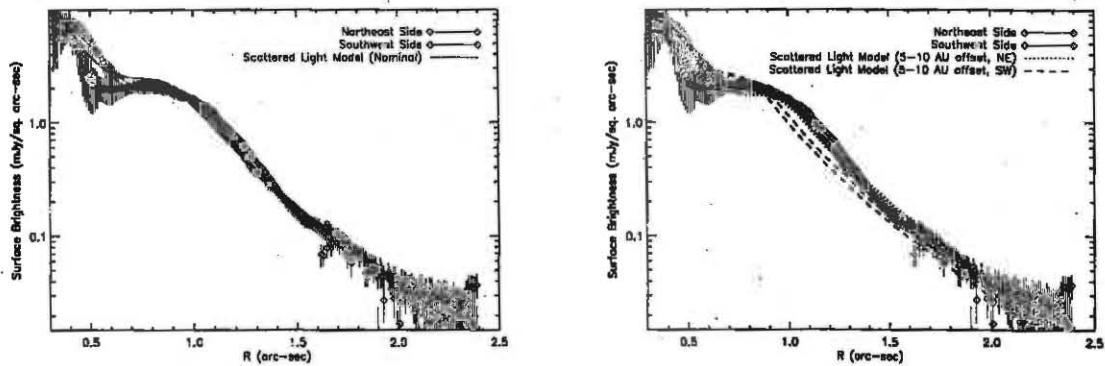 Northeast Side
Southwest Side
Scattered Light Model (Nominal)
Surface Brightness (mJy/sq. arc-sec)
1.0
0.1
0.5
1.0
1.5
2.0
2.5
R (arc-sec)
Northeast Side
Southwest Side
Scattered Light Model (5-10 AU offset, NE)
Scattered Light Model (5-10 AU offset, SW)
Surface Brightness (mJy/sq. arc-sec)
1.0
0.1
0.5
1.0
1.5
2.0
2.5
R (arc-sec)